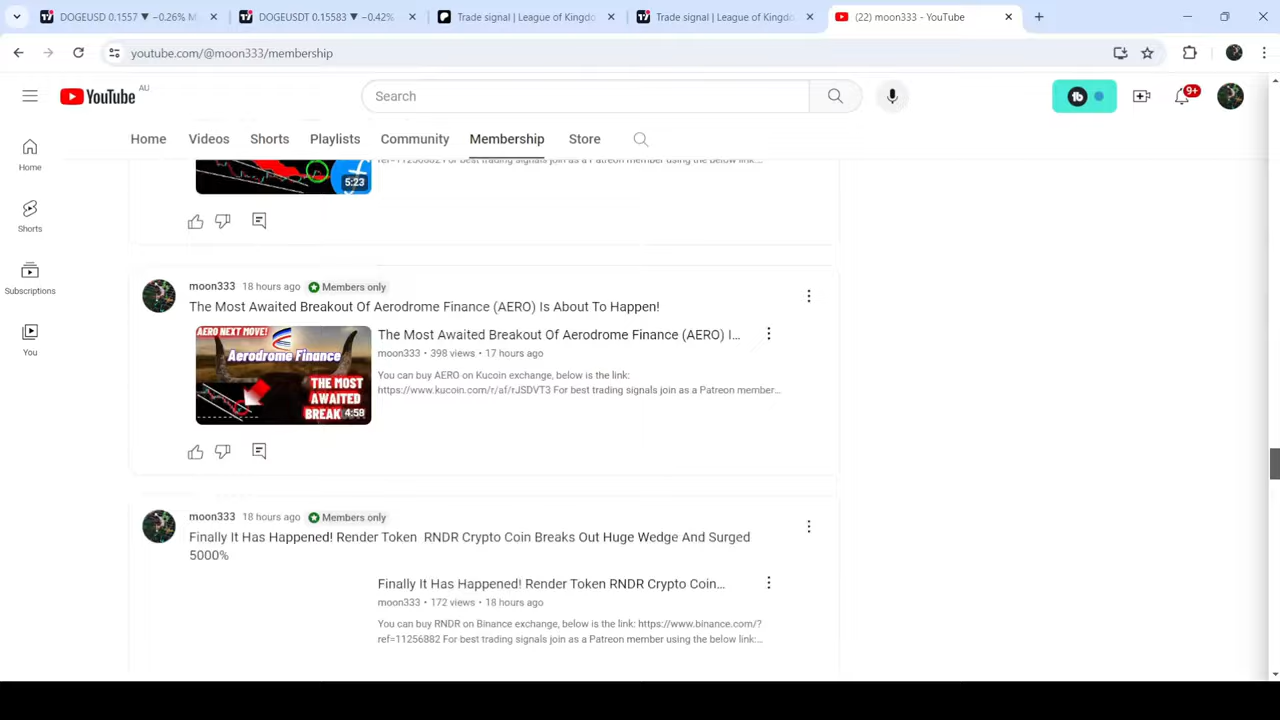 DOGEUSD 0.1557 ▼ −0.26% M
DOGEUSDT 0.15583 ▼ −0.42%
Trade signal | League of Kingdo
Trade signal | League of Kingdo
(22) moon333 - YouTube
youtube.com/@moon333/membership
YouTube AU
Search
9+
Home
Videos
Shorts
Playlists
Community
Membership
Store
Home
Shorts
Subscriptions
You
ref=11256882 For best trading signals join as a Patreon member using the below link:...
5:23
moon333 18 hours ago Members only
The Most Awaited Breakout Of Aerodrome Finance (AERO) Is About To Happen!
AERO NEXT MOVE!
Aerodrome Finance
THE MOST
AWAITED
BREAK
4:58
The Most Awaited Breakout Of Aerodrome Finance (AERO) I...
moon333 • 398 views • 17 hours ago
You can buy AERO on Kucoin exchange, below is the link:
https://www.kucoin.com/r/af/rJSDVT3 For best trading signals join as a Patreon member...
moon333 18 hours ago Members only
Finally It Has Happened! Render Token RNDR Crypto Coin Breaks Out Huge Wedge And Surged
5000%
Finally It Has Happened! Render Token RNDR Crypto Coin...
moon333 • 172 views • 18 hours ago
You can buy RNDR on Binance exchange, below is the link: https://www.binance.com/?
ref=11256882 For best trading signals join as a Patreon member using the below link:...